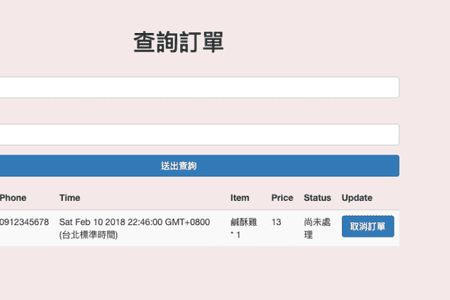 查詢訂單
送出查詢
Phone Time Item Price Status Update
0912345678 Sat Feb 10 2018 22:46:00 GMT+0800 鹹酥雞 13 尚未處 取消訂單
(台北標準時間) * 1 理